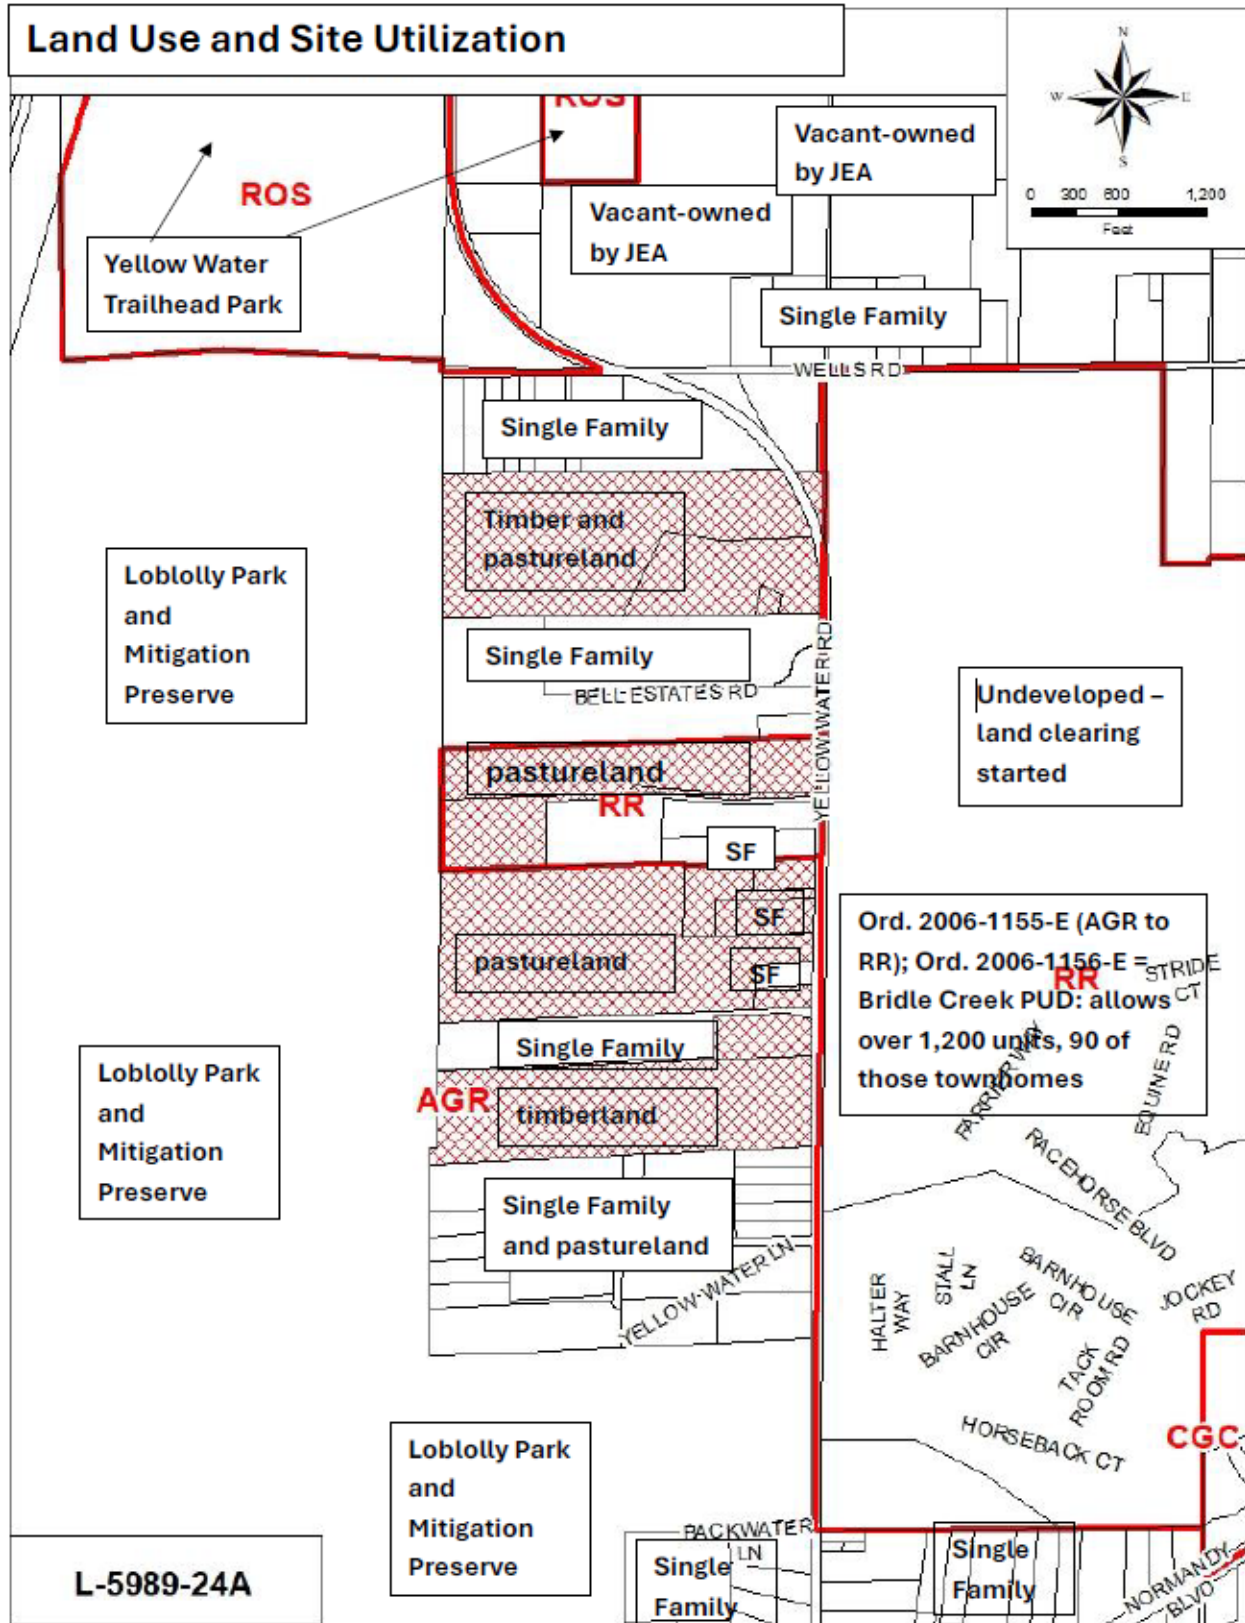 Land Use and Site Utilization
N
W
E
S
0 300 600 1,200
Feet
ROS
Vacant-owned
by JEA
ROS
Vacant-owned
by JEA
Yellow Water
Trailhead Park
Single Family
WELLS RD
Single Family
Timber and
pastureland
Loblolly Park
and
Mitigation
Preserve
Single Family
BELL ESTATES RD
YELLOW WATER RD
Undeveloped –
land clearing
started
pastureland
RR
SF
SF
pastureland
SF
Ord. 2006-1155-E (AGR to
RR); Ord. 2006-1156-E =
Bridle Creek PUD: allows
over 1,200 units, 90 of
those townhomes
RR
STRIDE
CT
FARRIER WAY
EQUINE RD
Single Family
Loblolly Park
and
Mitigation
Preserve
AGR
timberland
RACEHORSE BLVD
Single Family
and pastureland
YELLOW WATER LN
HALTER
WAY
STALL
LN
BARNHOUSE
CIR
BARNHOUSE
CIR
JOCKEY
RD
TACK
ROOM RD
HORSEBACK CT
CGC
Loblolly Park
and
Mitigation
Preserve
PACKWATER
LN
Single
Family
Single
Family
NORMANDY
BLVD
L-5989-24A